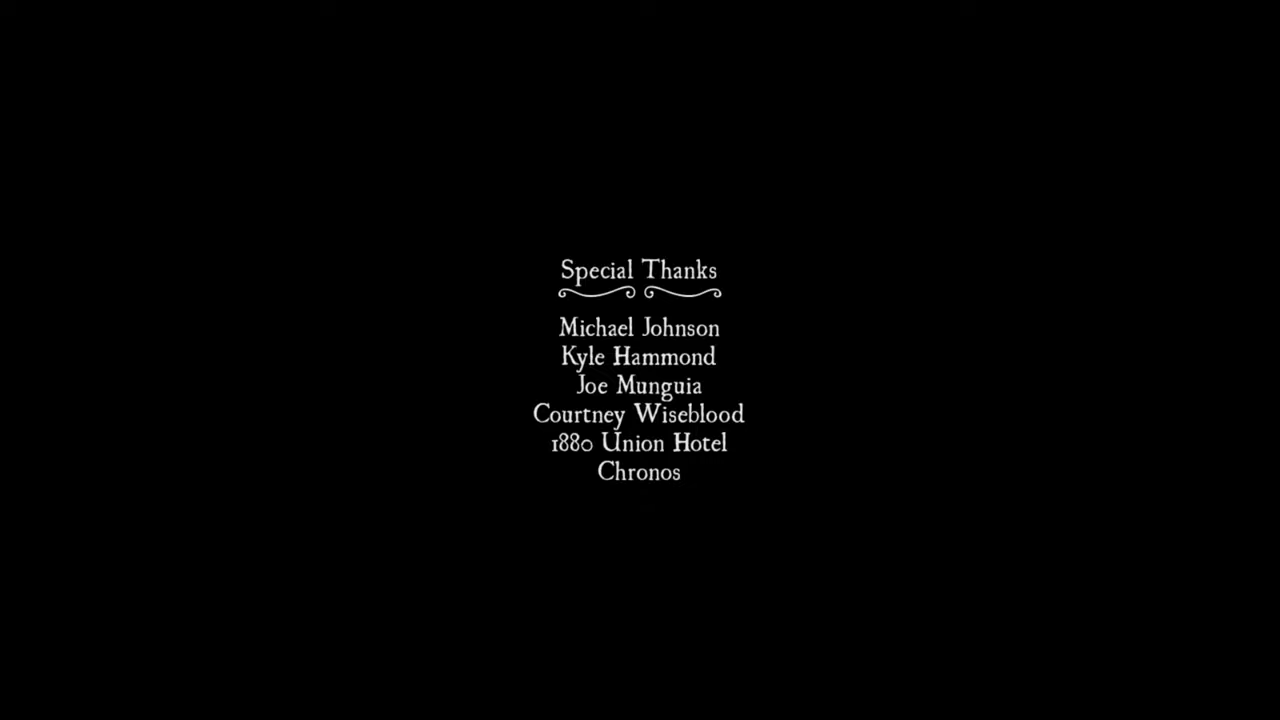 Special Thanks
Michael Johnson
Kyle Hammond
Joe Munguia
Courtney Wiseblood
1880 Union Hotel
Chronos